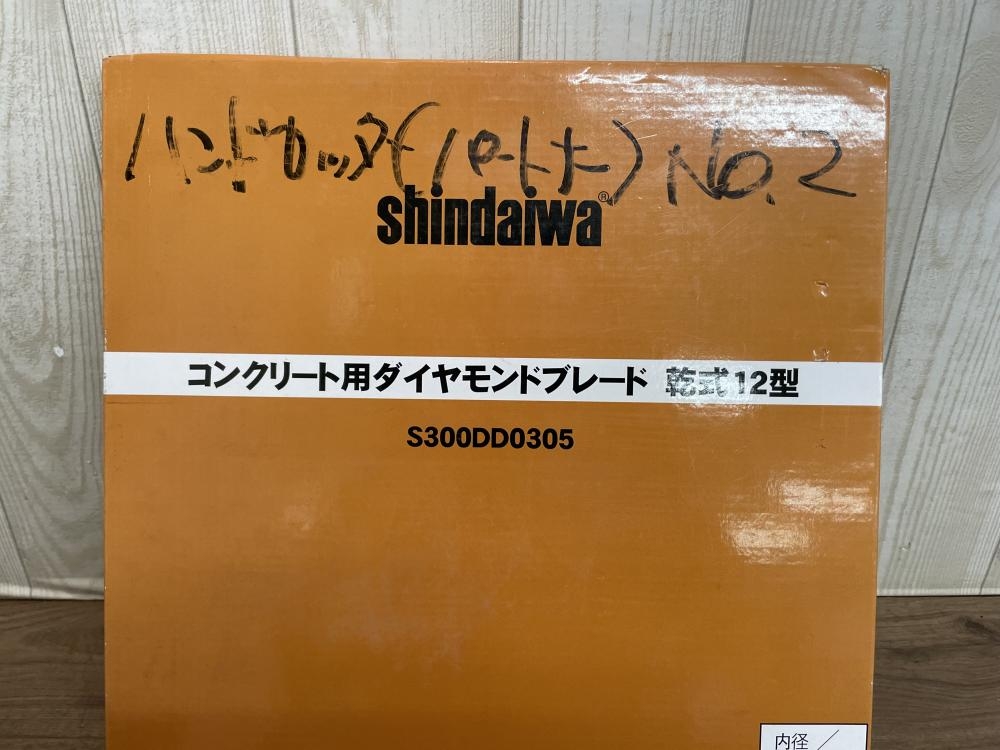 ハンドカッター(パートナー) No.2
shindaiwa®
コンクリート用ダイヤモンドブレード 乾式12型
S300DD0305
内径